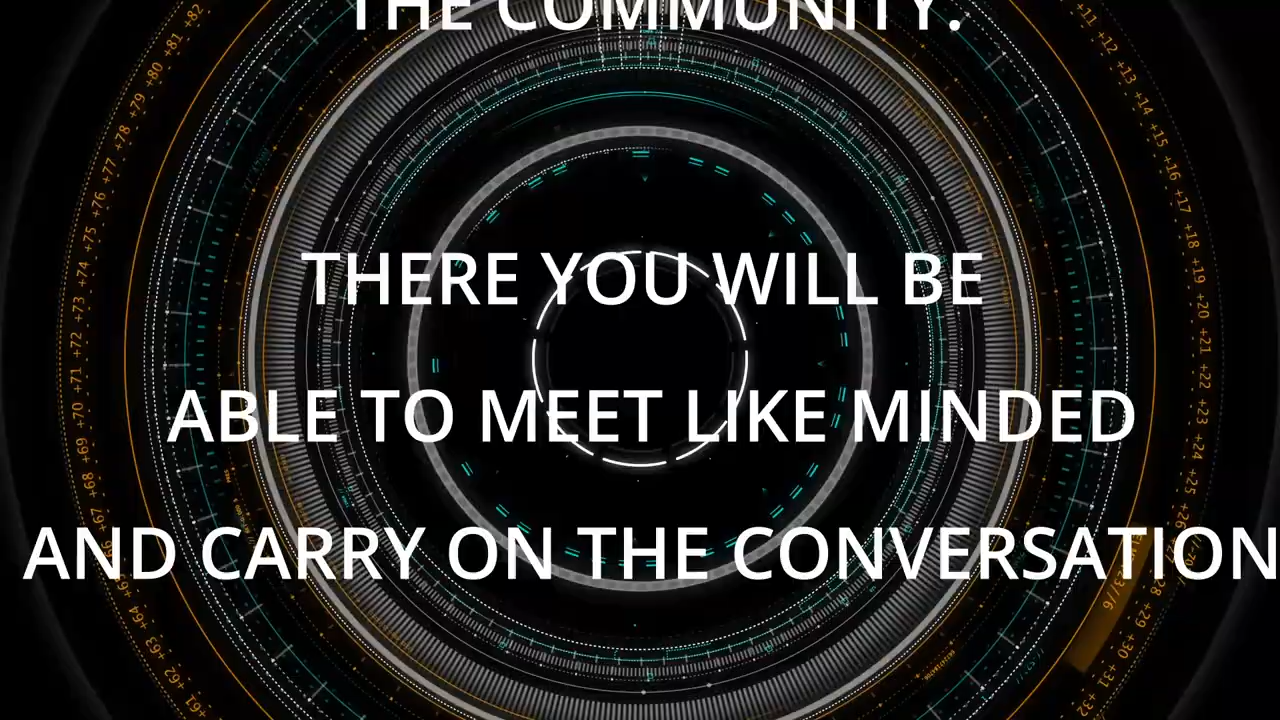 THE COMMUNITY.
THERE YOU WILL BE
ABLE TO MEET LIKE MINDED
AND CARRY ON THE CONVERSATION